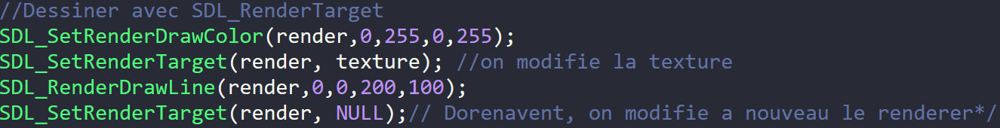 //Dessiner avec SDL_RenderTarget
SDL_SetRenderDrawColor(render,0,255,0,255);
SDL_SetRenderTarget(render, texture); //on modifie la texture
SDL_RenderDrawLine(render,0,0,200,100);
SDL_SetRenderTarget(render, NULL);// Dorenavent, on modifie a nouveau le renderer*/